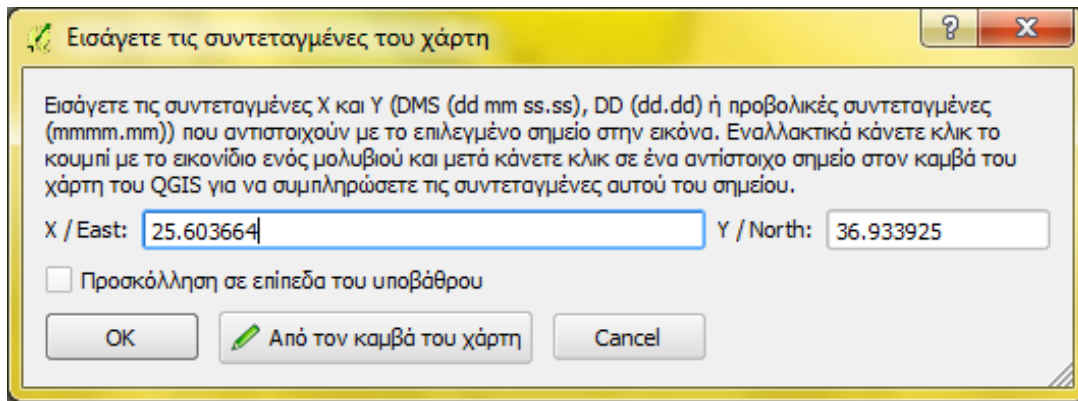 Εισάγετε τις συντεταγμένες του χάρτη
Εισάγετε τις συντεταγμένες X και Y (DMS (dd mm ss.ss), DD (dd.dd) ή προβολικές συντεταγμένες
(mmmm.mm)) που αντιστοιχούν με το επιλεγμένο σημείο στην εικόνα. Εναλλακτικά κάνετε κλικ το
κουμπί με το εικονίδιο ενός μολυβιού και μετά κάνετε κλικ σε ένα αντίστοιχο σημείο στον καμβά του
χάρτη του QGIS για να συμπληρώσετε τις συντεταγμένες αυτού του σημείου.
X / East: 25.603664 Y / North: 36.933925
Προσκόλληση σε επίπεδα του υποβάθρου
OK Από τον καμβά του χάρτη Cancel